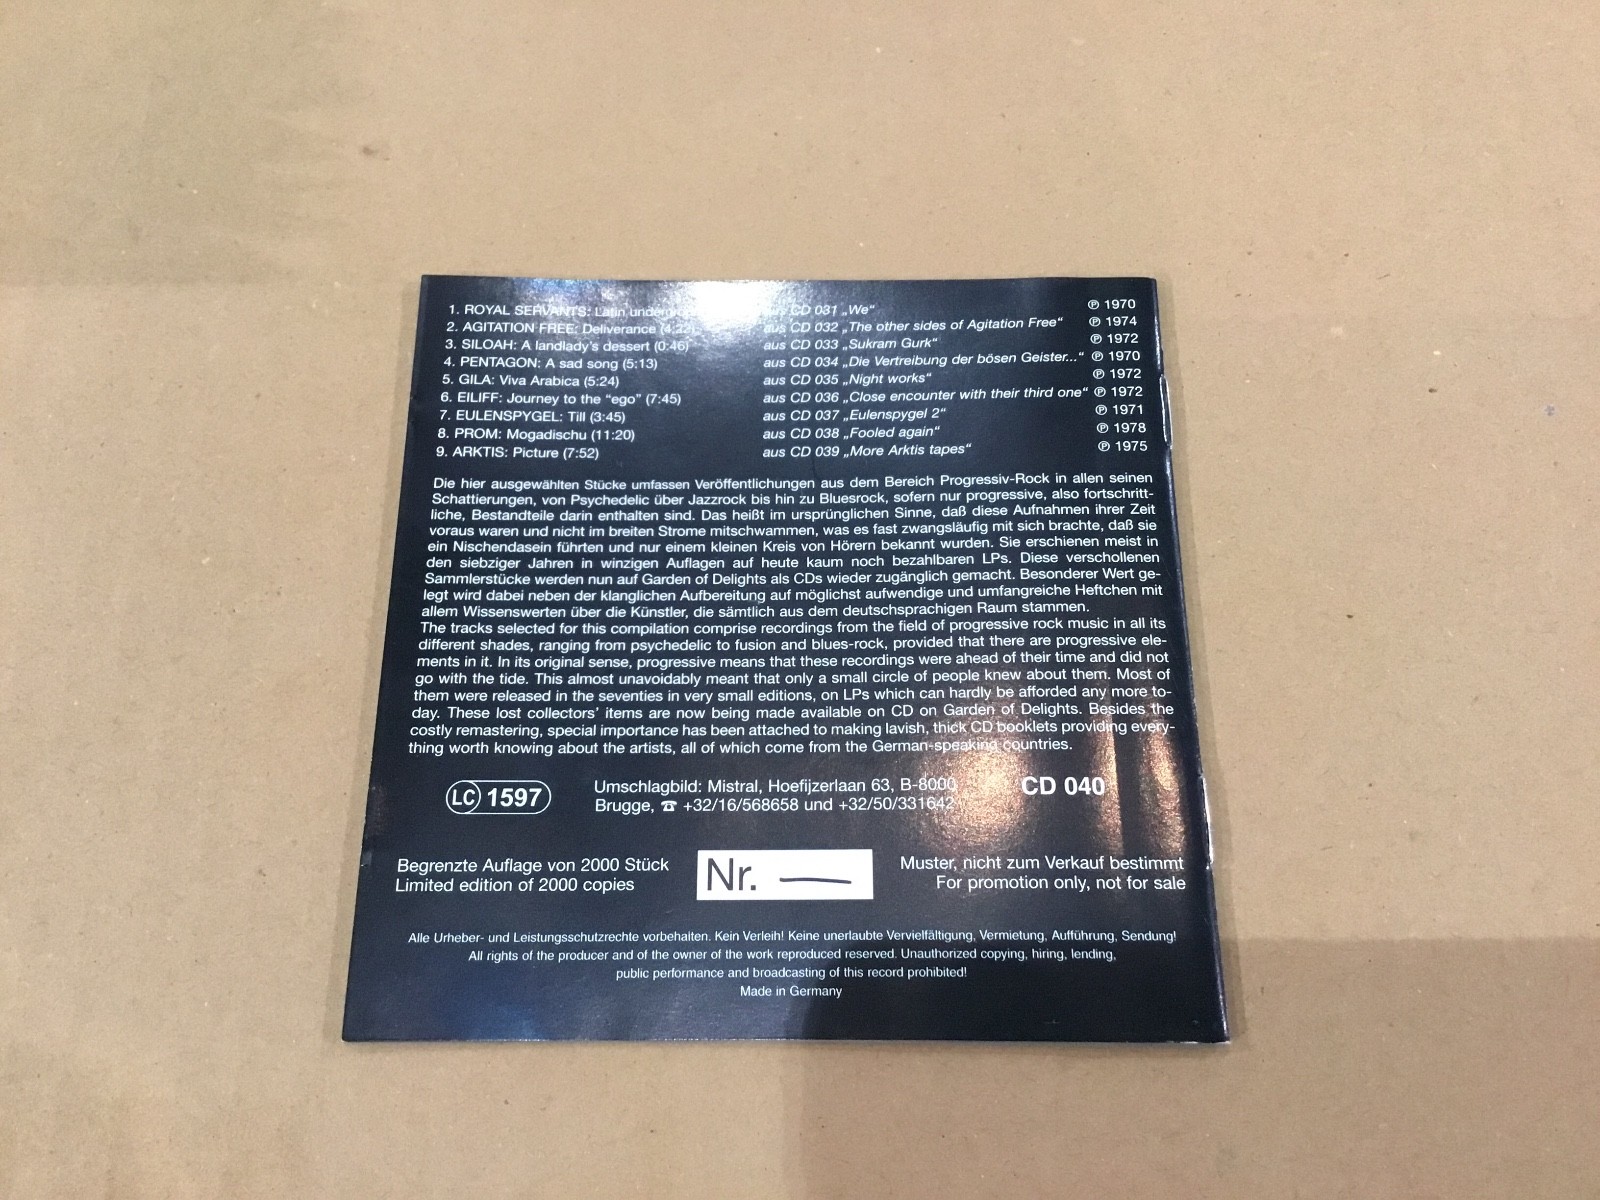 1. ROYAL SERVANTS: Latin aus CD 031 „We“ ℗ 1970
2. AGITATION FREE: Deliverance aus CD 032 „The other sides of Agitation Free“ ℗ 1974
3. SILOAH: A landlady's dessert (0:46) aus CD 033 „Sukram Gurk“ ℗ 1972
4. PENTAGON: A sad song (5:13) aus CD 034 „Die Vertreibung der bösen Geister...“ ℗ 1970
5. GILA: Viva Arabica (5:24) aus CD 035 „Night works“ ℗ 1972
6. EILIFF: Journey to the “ego” (7:45) aus CD 036 „Close encounter with their third one“ ℗ 1972
7. EULENSPYGEL: Till (3:45) aus CD 037 „Eulenspygel 2“ ℗ 1971
8. PROM: Mogadischu (11:20) aus CD 038 „Fooled again“ ℗ 1978
9. ARKTIS: Picture (7:52) aus CD 039 „More Arktis tapes“ ℗ 1975
Die hier ausgewählten Stücke umfassen Veröffentlichungen aus dem Bereich Progressiv-Rock in allen seinen
Schattierungen, von Psychedelic über Jazzrock bis hin zu Bluesrock, sofern nur progressive, also fortschritt-
liche, Bestandteile darin enthalten sind. Das heißt im ursprünglichen Sinne, daß diese Aufnahmen ihrer Zeit
voraus waren und nicht im breiten Strome mitschwammen, was es fast zwangsläufig mit sich brachte, daß sie
ein Nischendasein führten und nur einem kleinen Kreis von Hörern bekannt wurden. Sie erschienen meist in
den siebziger Jahren in winzigen Auflagen auf heute kaum noch bezahlbaren LPs. Diese verschollenen
Sammlerstücke werden nun auf Garden of Delights als CDs wieder zugänglich gemacht. Besonderer Wert ge-
legt wird dabei neben der klanglichen Aufbereitung auf möglichst aufwendige und umfangreiche Heftchen mit
allem Wissenswerten über die Künstler, die sämtlich aus dem deutschsprachigen Raum stammen.
The tracks selected for this compilation comprise recordings from the field of progressive rock music in all its
different shades, ranging from psychedelic to fusion and blues-rock, provided that there are progressive ele-
ments in it. In its original sense, progressive means that these recordings were ahead of their time and did not
go with the tide. This almost unavoidably meant that only a small circle of people knew about them. Most of
them were released in the seventies in very small editions, on LPs which can hardly be afforded any more to-
day. These lost collectors' items are now being made available on CD on Garden of Delights. Besides the
costly remastering, special importance has been attached to making lavish, thick CD booklets providing every-
thing worth knowing about the artists, all of which come from the German-speaking countries.
LC 1597
Umschlagbild: Mistral, Hoefijzerlaan 63, B-8000
Brugge, ☎ +32/16/568658 und +32/50/331642
CD 040
Begrenzte Auflage von 2000 Stück
Limited edition of 2000 copies
Nr. —
Muster, nicht zum Verkauf bestimmt
For promotion only, not for sale
Alle Urheber- und Leistungsschutzrechte vorbehalten. Kein Verleih! Keine unerlaubte Vervielfältigung, Vermietung, Aufführung, Sendung!
All rights of the producer and of the owner of the work reproduced reserved. Unauthorized copying, hiring, lending,
public performance and broadcasting of this record prohibited!
Made in Germany